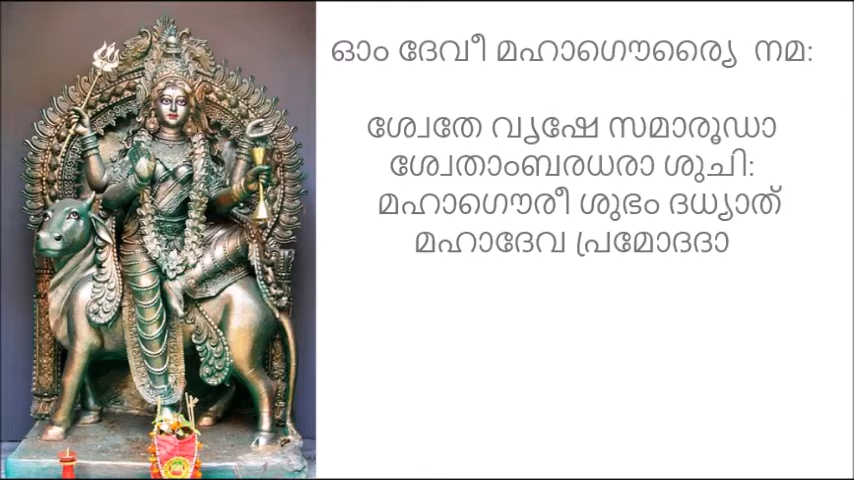 ഓം ദേവീ മഹാഗൌര്യൈ നമ:
ശ്വേതേ വൃഷേ സമാരൂഡാ
ശ്വേതാംബരധരാ ശുചി:
മഹാഗൌരീ ശുഭം ദധ്യാത്
മഹാദേവ പ്രമോദദാ